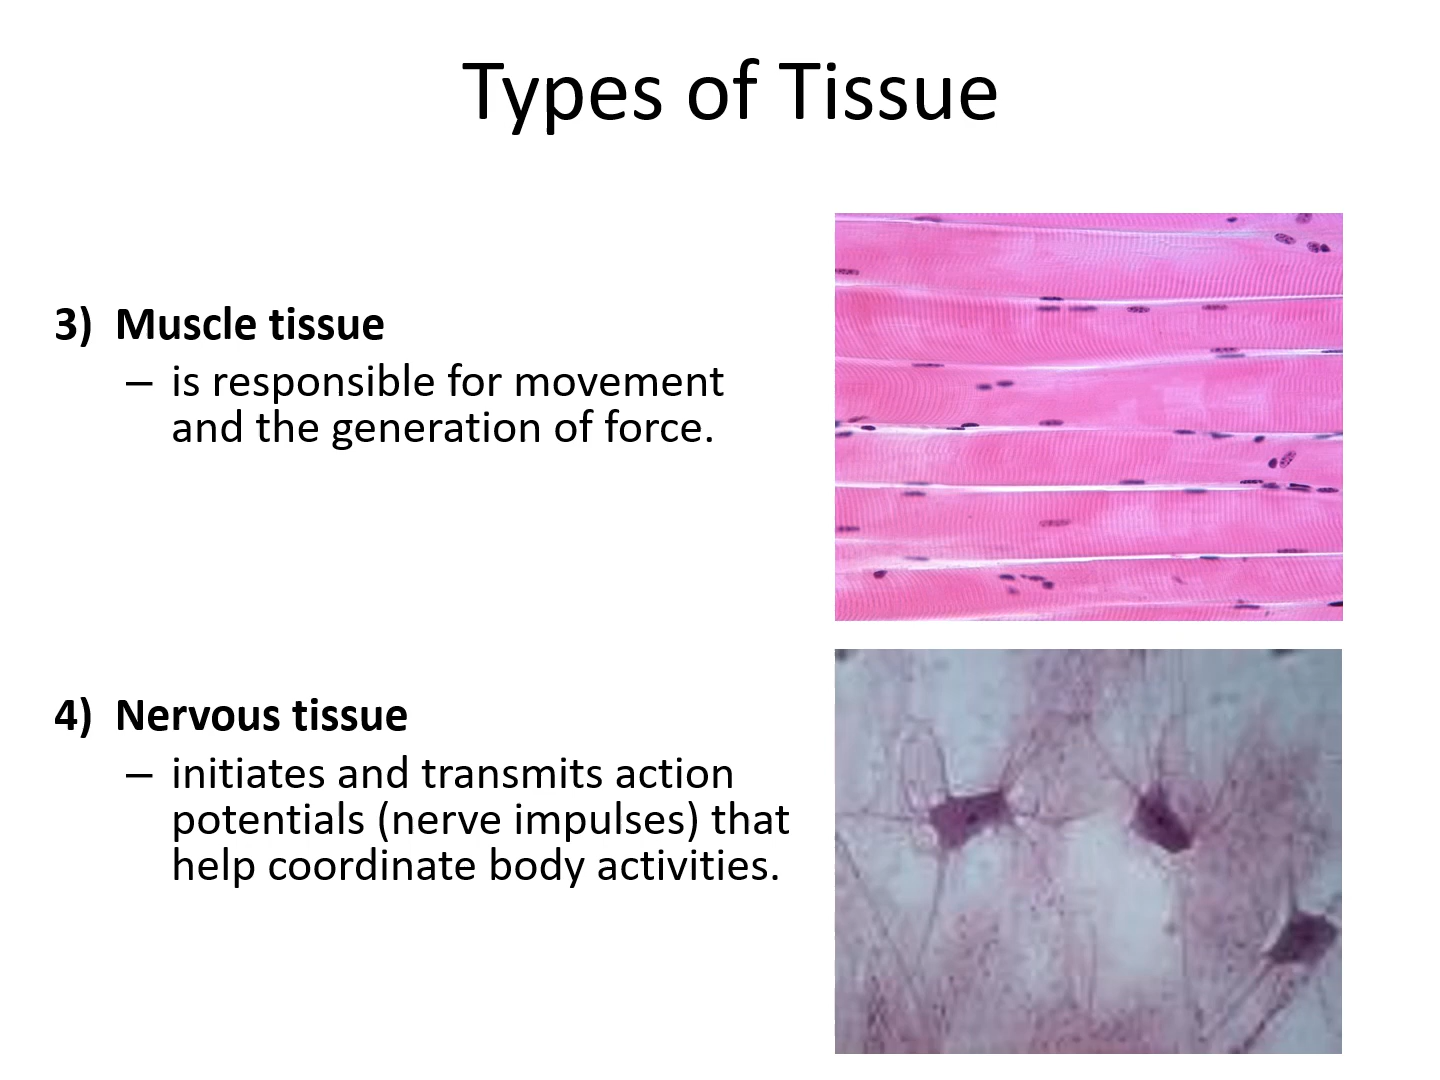 Types of Tissue
3) Muscle tissue
– is responsible for movement
and the generation of force.
4) Nervous tissue
– initiates and transmits action
potentials (nerve impulses) that
help coordinate body activities.